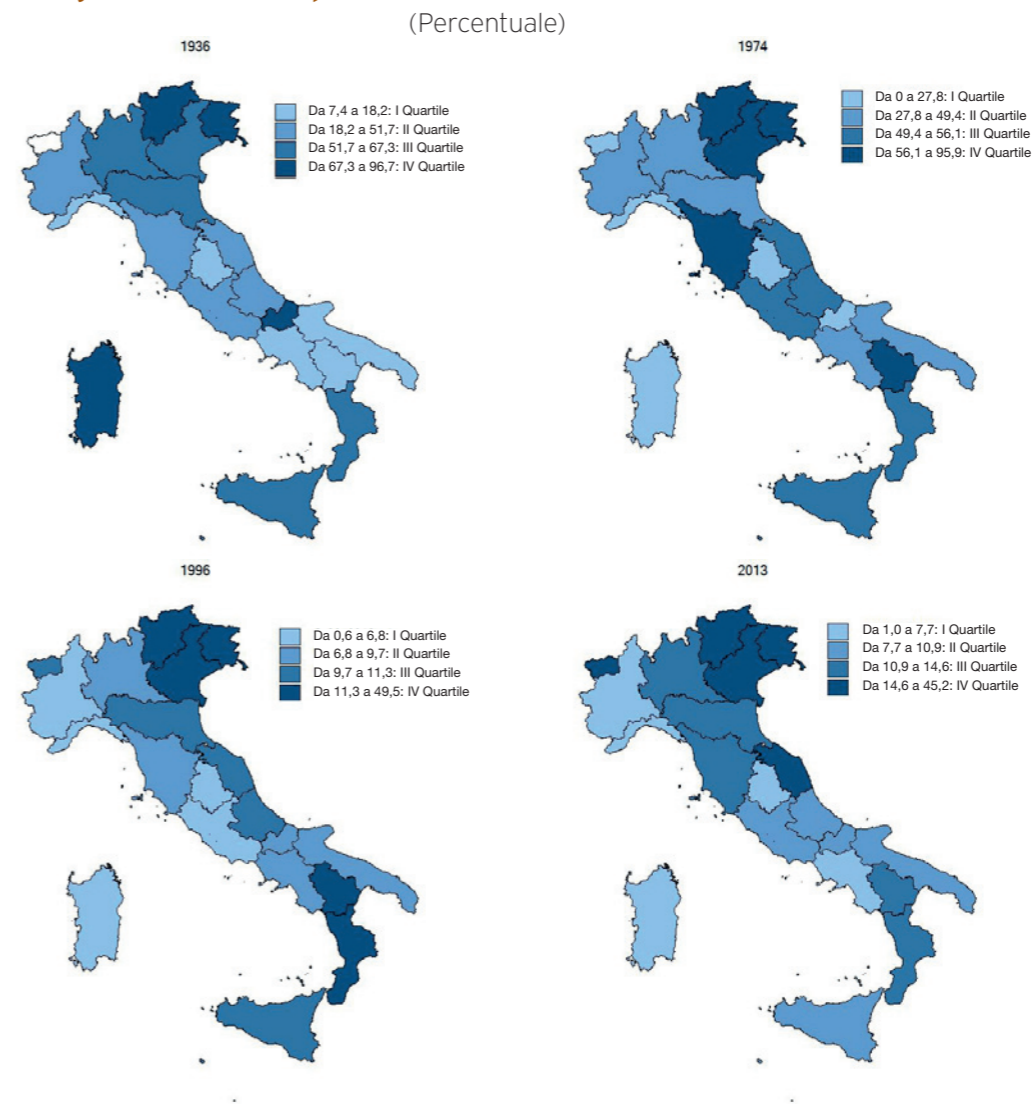 (Percentuale)
1936
Da 7,4 a 18,2: I Quartile
Da 18,2 a 51,7: II Quartile
Da 51,7 a 67,3: III Quartile
Da 67,3 a 96,7: IV Quartile
1974
Da 0 a 27,8: I Quartile
Da 27,8 a 49,4: II Quartile
Da 49,4 a 56,1: III Quartile
Da 56,1 a 95,9: IV Quartile
1996
Da 0,6 a 6,8: I Quartile
Da 6,8 a 9,7: II Quartile
Da 9,7 a 11,3: III Quartile
Da 11,3 a 49,5: IV Quartile
2013
Da 1,0 a 7,7: I Quartile
Da 7,7 a 10,9: II Quartile
Da 10,9 a 14,6: III Quartile
Da 14,6 a 45,2: IV Quartile